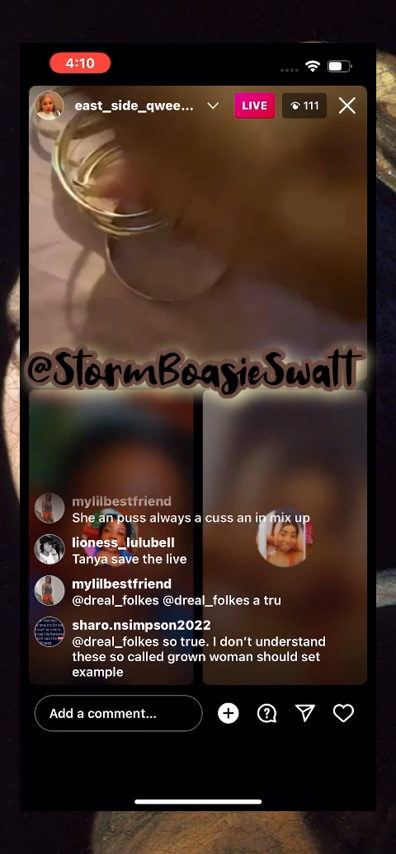 4:10
east_side_qwee...
LIVE
111
@StormBoasieSwatt
mylilbestfriend
She an puss always a cuss an in mix up
lioness_lulubell
Tanya save the live
mylilbestfriend
@dreal_folkes @dreal_folkes a tru
sharo.nsimpson2022
@dreal_folkes so true. I don't understand
these so called grown woman should set
example
Add a comment...